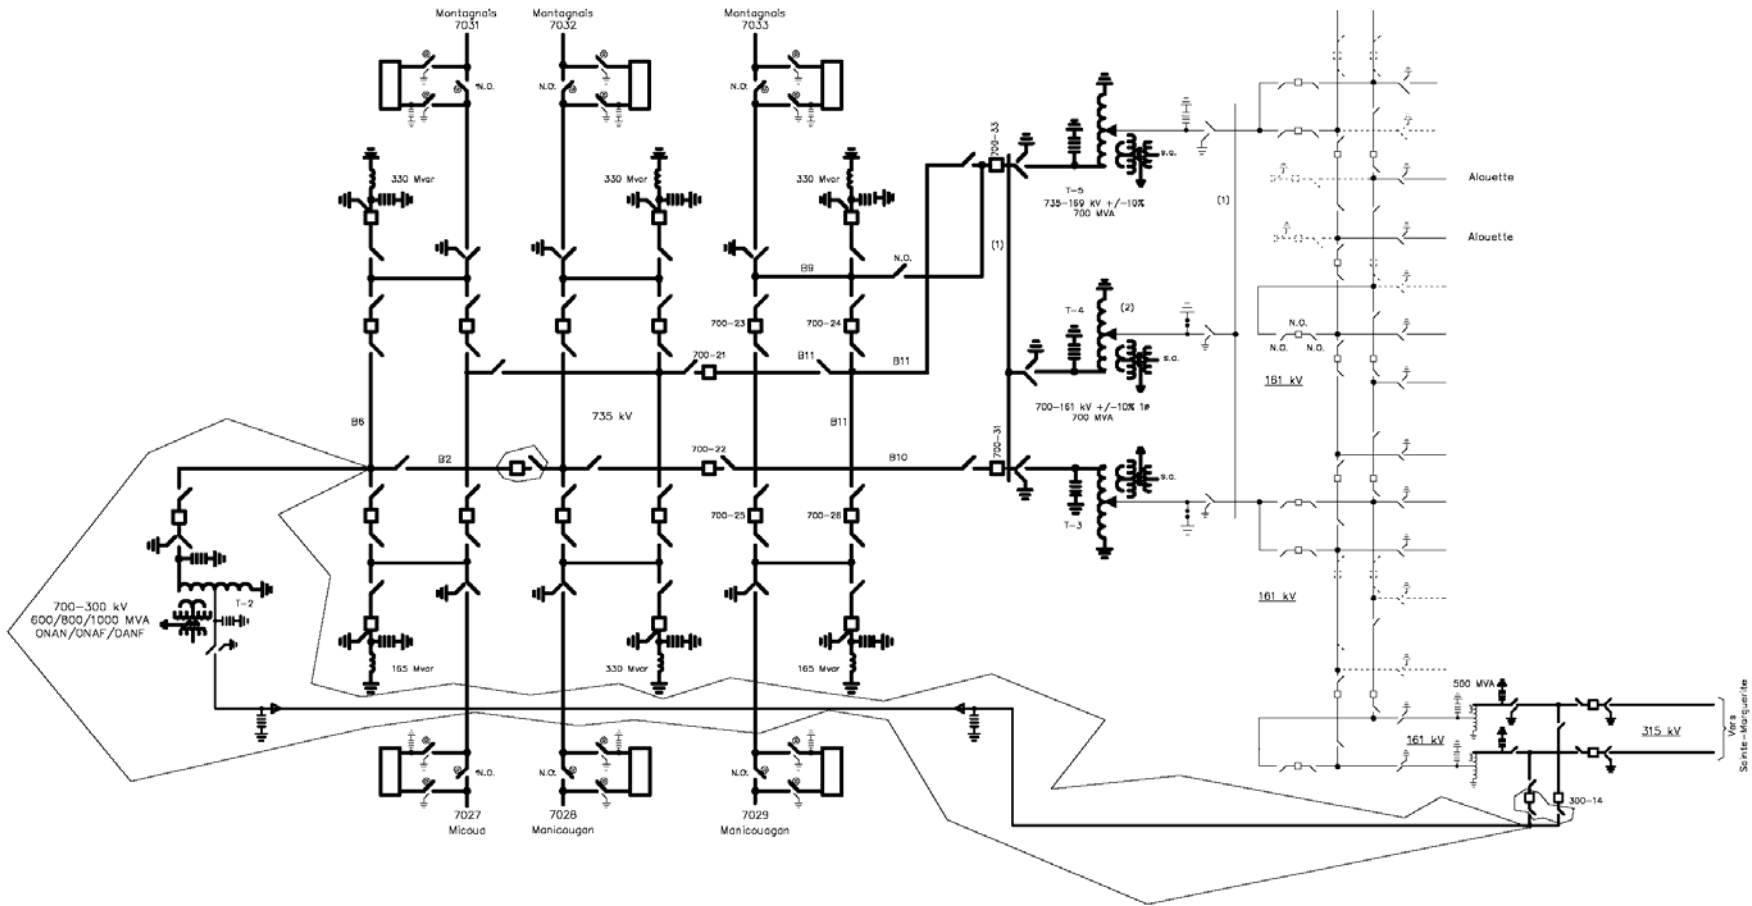 Montagnais
7031
Montagnais
7032
Montagnais
7033
N.O.
N.O.
N.O.
330 Mvar
330 Mvar
330 Mvar
700-33
s.a.
T-5
735-169 kV +/-10%
700 MVA
(1)
(1)
Alouette
Alouette
B9
N.O.
T-4
(2)
700-23
700-24
700-21
B11
B11
s.a.
N.O.
N.O.
N.O.
161 kV
700-161 kV +/-10% 1ø
700 MVA
B6
735 kV
B11
B2
700-22
B10
700-31
s.a.
700-25
700-26
T-3
161 kV
T-2
700-300 kV
600/800/1000 MVA
ONAN/ONAF/OANF
165 Mvar
330 Mvar
165 Mvar
500 MVA
161 kV
315 kV
Vers
Sainte-Marguerite
300-14
N.O.
N.O.
N.O.
7027
Micoua
7028
Manicougan
7029
Manicouagan